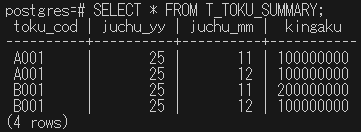 postgres=# SELECT * FROM T_TOKU_SUMMARY;
 toku_cod | juchu_yy | juchu_mm |  kingaku
----------+----------+----------+-----------
 A001     |       25 |       11 | 100000000
 A001     |       25 |       12 | 100000000
 B001     |       25 |       11 | 200000000
 B001     |       25 |       12 | 100000000
(4 rows)